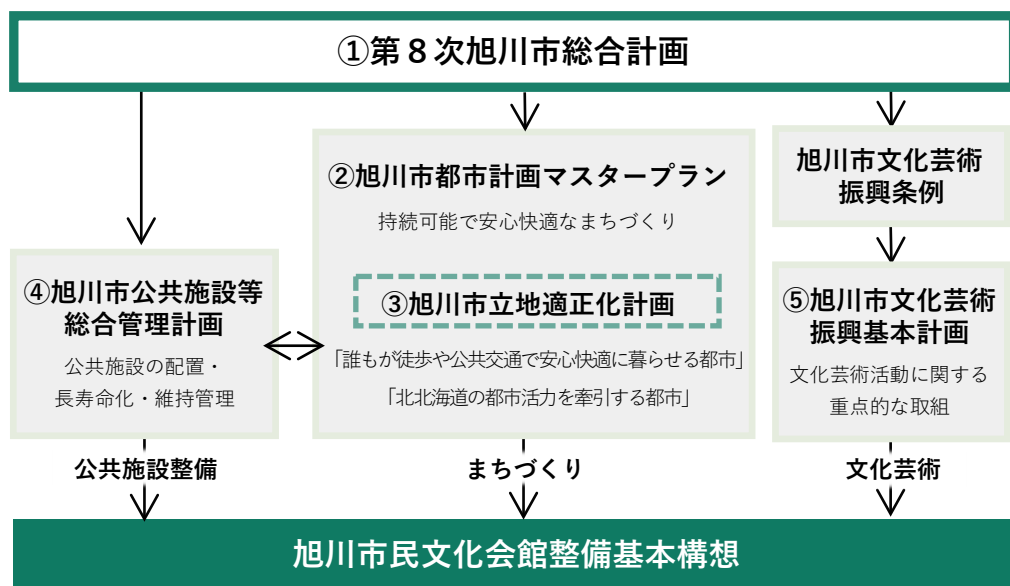 ①第８次旭川市総合計画
②旭川市都市計画マスタープラン
持続可能で安心快適なまちづくり
③旭川市立地適正化計画
「誰もが徒歩や公共交通で安心快適に暮らせる都市」
「北北海道の都市活力を牽引する都市」
旭川市文化芸術
振興条例
④旭川市公共施設等
総合管理計画
公共施設の配置・
長寿命化・維持管理
⑤旭川市文化芸術
振興基本計画
文化芸術活動に関する
重点的な取組
公共施設整備
まちづくり
文化芸術
旭川市民文化会館整備基本構想